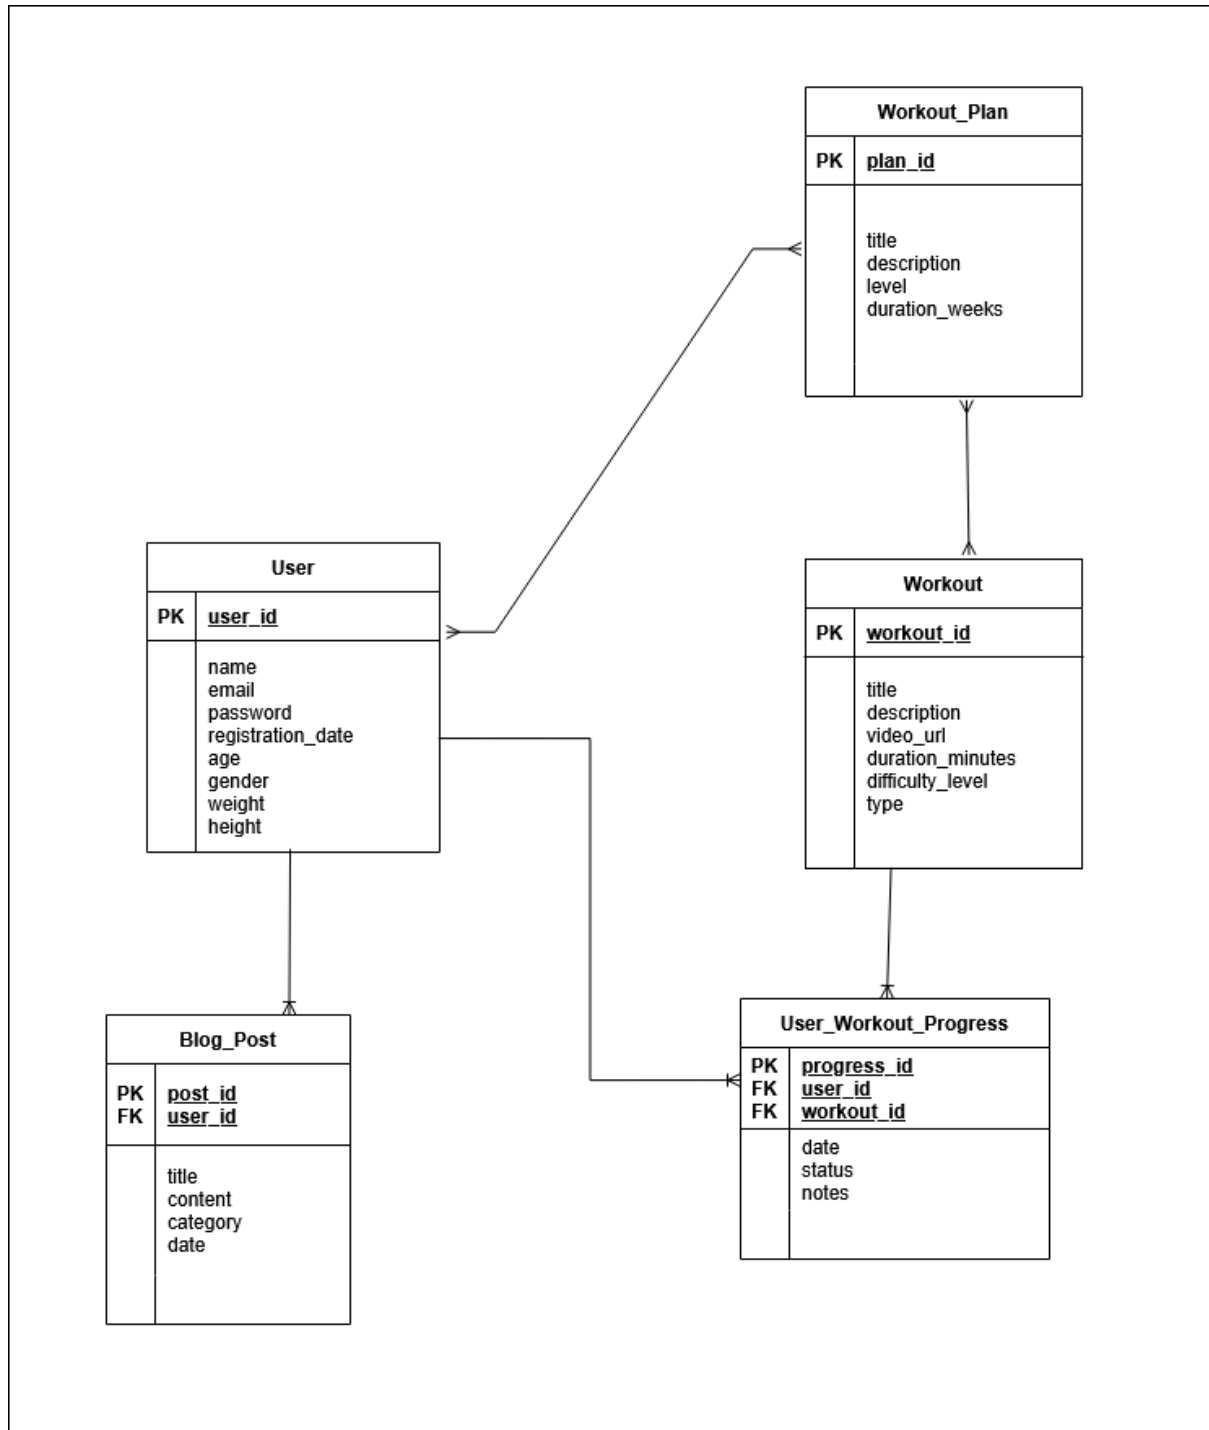 Workout_Plan
PK plan_id
title
description
level
duration_weeks
User
PK user_id
name
email
password
registration_date
age
gender
weight
height
Workout
PK workout_id
title
description
video_url
duration_minutes
difficulty_level
type
Blog_Post
PK post_id
FK user_id
title
content
category
date
User_Workout_Progress
PK progress_id
FK user_id
FK workout_id
date
status
notes